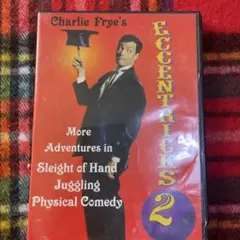 Charlie Frye's
ECCENTRICKS
2
More
Adventures in
Sleight of Hand
Juggling
Physical Comedy